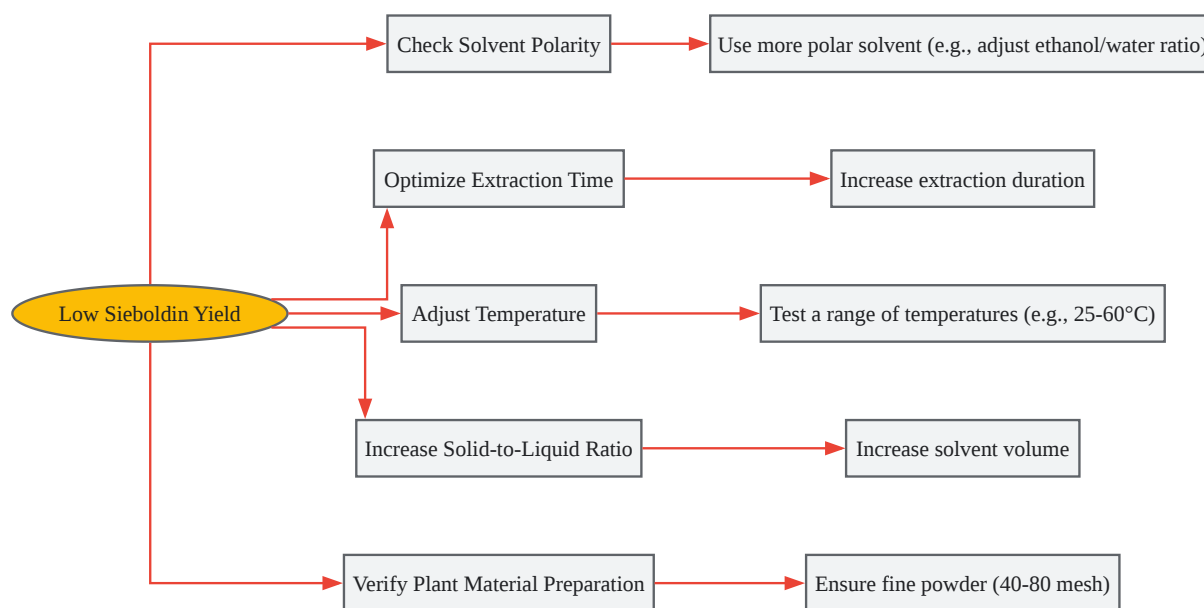 Check Solvent Polarity
Use more polar solvent (e.g., adjust ethanol/water ratio)
Optimize Extraction Time
Increase extraction duration
Low Sieboldin Yield
Adjust Temperature
Test a range of temperatures (e.g., 25-60°C)
Increase Solid-to-Liquid Ratio
Increase solvent volume
Verify Plant Material Preparation
Ensure fine powder (40-80 mesh)